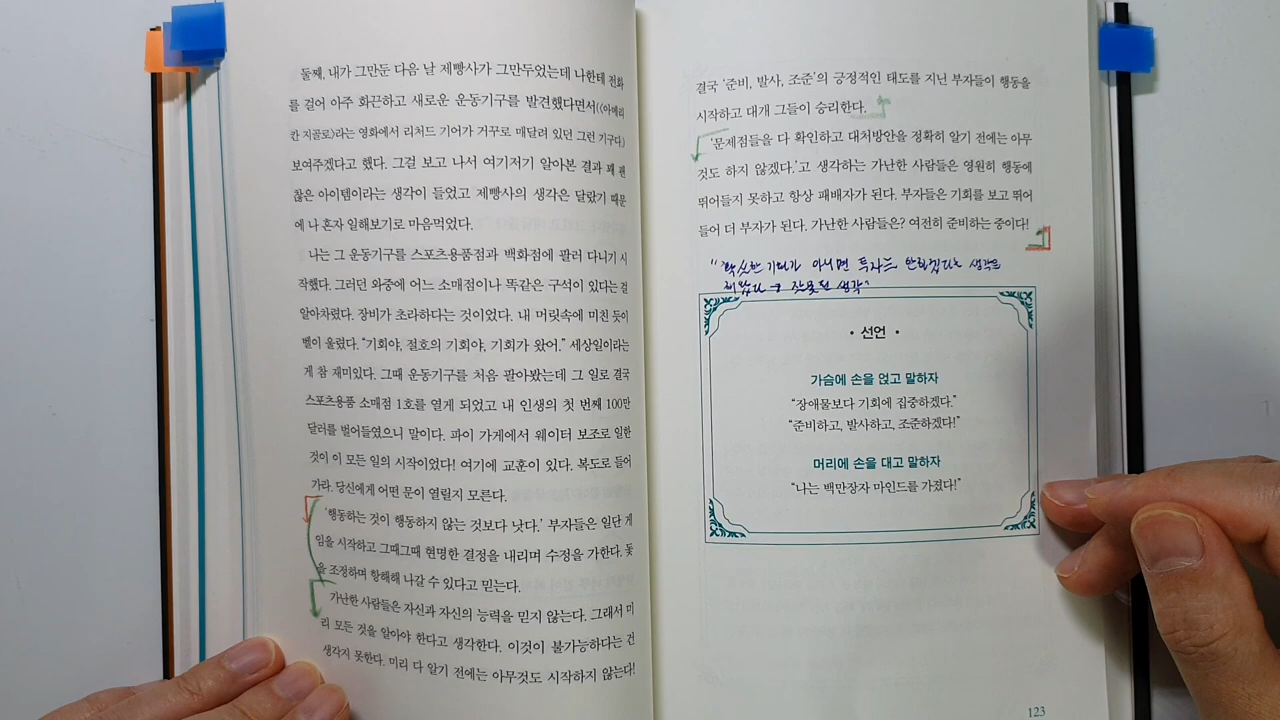 둘째, 내가 그만둔 다음 날 제빵사가 그만두었는데 나한테 전화
를 걸어 아주 화끈하고 새로운 운동기구를 발견했다면서(〈아메리
칸 지골로〉라는 영화에서 리처드 기어가 거꾸로 매달려 있던 그런 기구다)
보여주겠다고 했다. 그걸 보고 나서 여기저기 알아본 결과 꽤 괜
찮은 아이템이라는 생각이 들었고 제빵사의 생각은 달랐기 때문
에 나 혼자 일해보기로 마음먹었다.
나는 그 운동기구를 스포츠용품점과 백화점에 팔러 다니기 시
작했다. 그러던 와중에 어느 소매점이나 똑같은 구석이 있다는 걸
알아차렸다. 장비가 초라하다는 것이었다. 내 머릿속에 미친 듯이
벨이 울렸다. “기회야, 절호의 기회야, 기회가 왔어.” 세상일이라는
게 참 재미있다. 그때 운동기구를 처음 팔아봤는데 그 일로 결국
스포츠용품 소매점 1호를 열게 되었고 내 인생의 첫 번째 100만
달러를 벌어들였으니 말이다. 파이 가게에서 웨이터 보조로 일한
것이 이 모든 일의 시작이었다! 여기에 교훈이 있다. 복도로 들어
가라. 당신에게 어떤 문이 열릴지 모른다.
‘행동하는 것이 행동하지 않는 것보다 낫다.’ 부자들은 일단 게
임을 시작하고 그때그때 현명한 결정을 내리며 수정을 가한다. 돛
을 조정하며 항해해 나갈 수 있다고 믿는다.
가난한 사람들은 자신과 자신의 능력을 믿지 않는다. 그래서 미
리 모든 것을 알아야 한다고 생각한다. 이것이 불가능하다는 건
생각지 못한다. 미리 다 알기 전에는 아무것도 시작하지 않는다!
결국 ‘준비, 발사, 조준’의 긍정적인 태도를 지닌 부자들이 행동을
시작하고 대개 그들이 승리한다.
‘문제점들을 다 확인하고 대처방안을 정확히 알기 전에는 아무
것도 하지 않겠다.’고 생각하는 가난한 사람들은 영원히 행동에
뛰어들지 못하고 항상 패배자가 된다. 부자들은 기회를 보고 뛰어
들어 더 부자가 된다. 가난한 사람들은? 여전히 준비하는 중이다!
기회가 아니면 투자는 안하겠다는 생각을
해왔다 → 잘못된 생각"
• 선언 •
가슴에 손을 얹고 말하자
“장애물보다 기회에 집중하겠다.”
“준비하고, 발사하고, 조준하겠다!”
머리에 손을 대고 말하자
“나는 백만장자 마인드를 가졌다!”
123